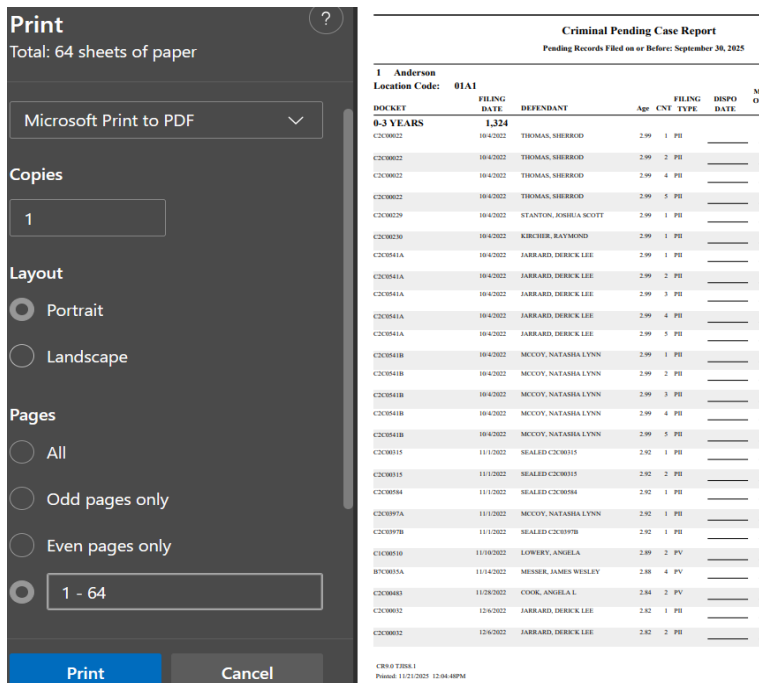 Print
?
Total: 64 sheets of paper
Microsoft Print to PDF
Copies
1
Layout
Portrait
Landscape
Pages
All
Odd pages only
Even pages only
1 - 64
Print
Cancel
Criminal Pending Case Report
Pending Records Filed on or Before: September 30, 2025
1 Anderson
Location Code: 01A1
DOCKET FILING DATE DEFENDANT Age CNT FILING TYPE DISPO DATE
0-3 YEARS 1,324
C2C00022 10/4/2022 THOMAS, SHERROD 2.99 1 PII
C2C00022 10/4/2022 THOMAS, SHERROD 2.99 2 PII
C2C00022 10/4/2022 THOMAS, SHERROD 2.99 4 PII
C2C00022 10/4/2022 THOMAS, SHERROD 2.99 5 PII
C2C00229 10/4/2022 STANTON, JOSHUA SCOTT 2.99 1 PII
C2C00230 10/4/2022 KIRCHER, RAYMOND 2.99 1 PII
C2C0541A 10/4/2022 JARRARD, DERICK LEE 2.99 1 PII
C2C0541A 10/4/2022 JARRARD, DERICK LEE 2.99 2 PII
C2C0541A 10/4/2022 JARRARD, DERICK LEE 2.99 3 PII
C2C0541A 10/4/2022 JARRARD, DERICK LEE 2.99 4 PII
C2C0541A 10/4/2022 JARRARD, DERICK LEE 2.99 5 PII
C2C0541B 10/4/2022 MCCOY, NATASHA LYNN 2.99 1 PII
C2C0541B 10/4/2022 MCCOY, NATASHA LYNN 2.99 2 PII
C2C0541B 10/4/2022 MCCOY, NATASHA LYNN 2.99 3 PII
C2C0541B 10/4/2022 MCCOY, NATASHA LYNN 2.99 4 PII
C2C0541B 10/4/2022 MCCOY, NATASHA LYNN 2.99 5 PII
C2C00315 11/1/2022 SEALED C2C00315 2.92 1 PII
C2C00315 11/1/2022 SEALED C2C00315 2.92 2 PII
C2C00584 11/1/2022 SEALED C2C00584 2.92 1 PII
C2C0397A 11/1/2022 MCCOY, NATASHA LYNN 2.92 1 PII
C2C0397B 11/1/2022 SEALED C2C0397B 2.92 1 PII
C1C00510 11/10/2022 LOWERY, ANGELA 2.89 2 PV
B7C0035A 11/14/2022 MESSER, JAMES WESLEY 2.88 4 PV
C2C00483 11/28/2022 COOK, ANGELA L 2.84 2 PV
C2C00032 12/6/2022 JARRARD, DERICK LEE 2.82 1 PII
C2C00032 12/6/2022 JARRARD, DERICK LEE 2.82 2 PII
CR9.0 TJIS8.1
Printed: 11/21/2025 12:04:48PM